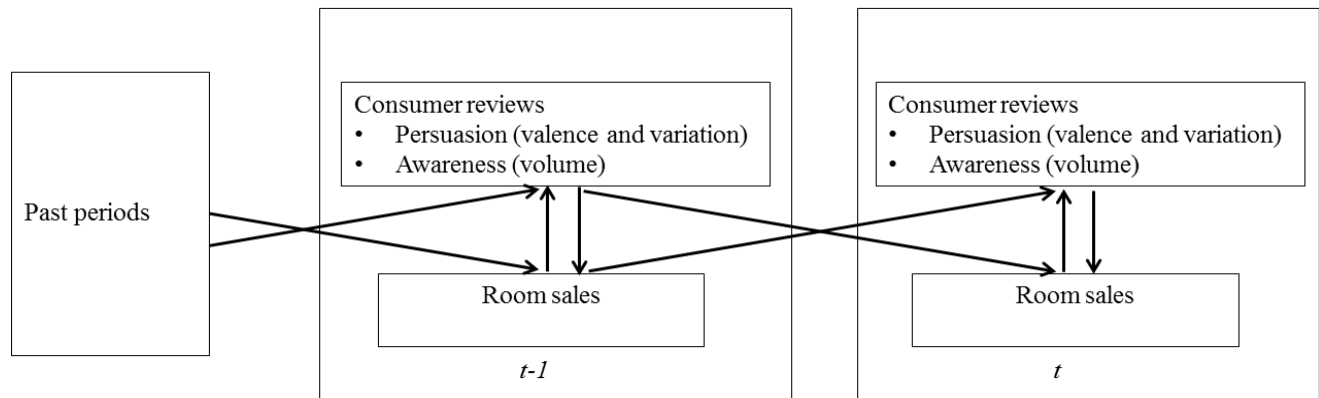 Past periods
Consumer reviews
• Persuasion (valence and variation)
• Awareness (volume)
Room sales
t-1
Consumer reviews
• Persuasion (valence and variation)
• Awareness (volume)
Room sales
t